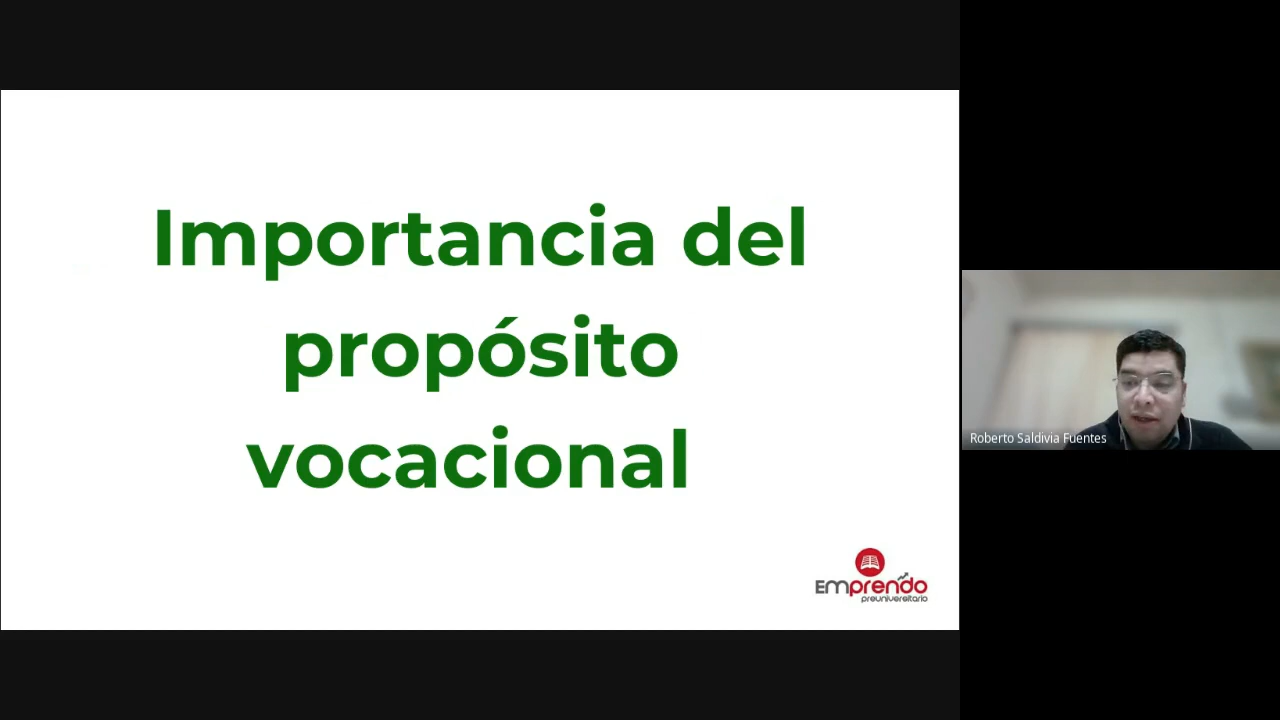 Importancia del
propósito
vocacional
Emprendo
preuniversitario
Roberto Saldivia Fuentes